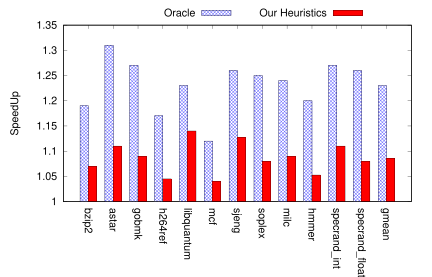 Oracle Our Heuristics
SpeedUp
1.35
1.3
1.25
1.2
1.15
1.1
1.05
1
bzip2
astar
gobmk
h264ref
libquantum
mcf
sjeng
soplex
milc
hmmer
specrand_int
specrand_float
gmean